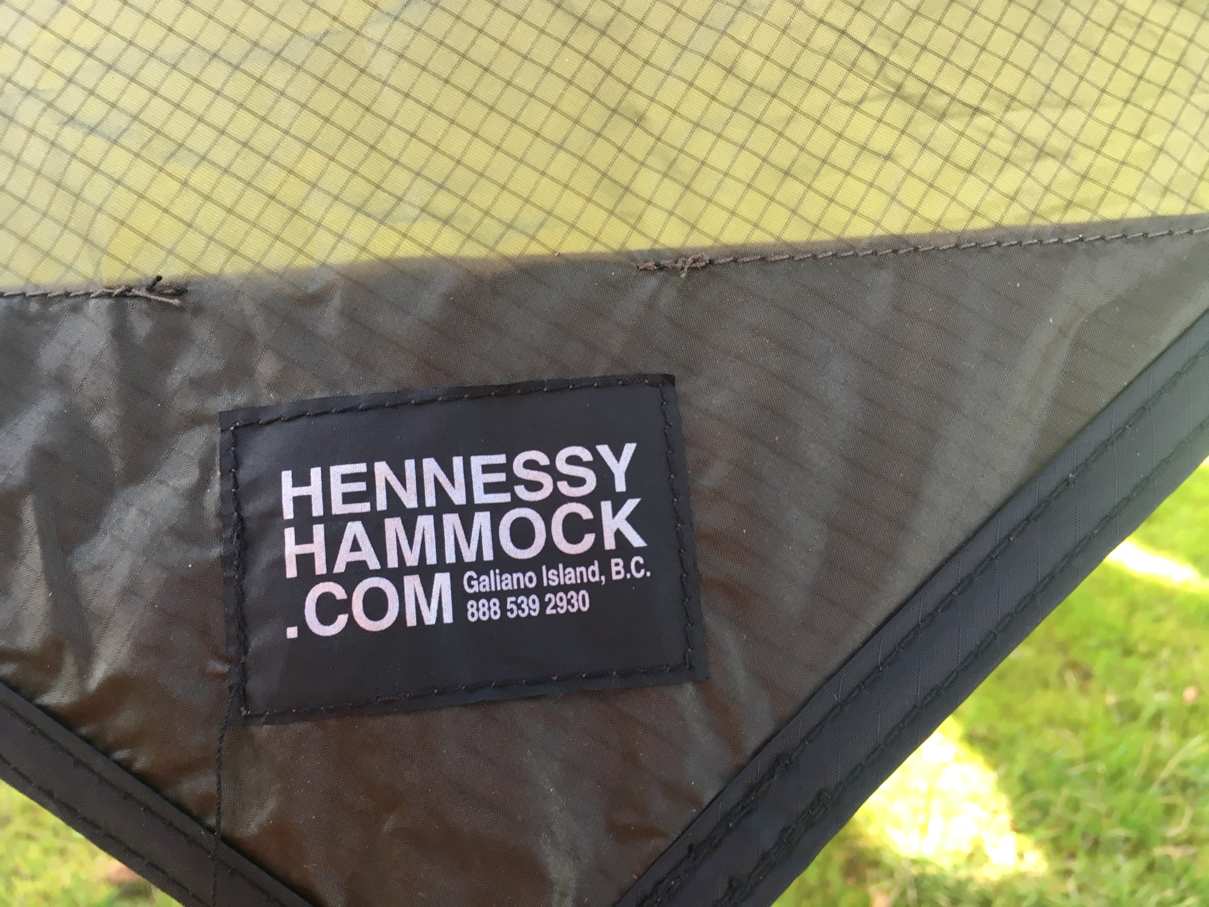 HENNESSY
HAMMOCK
.COM
Galiano Island, B.C.
888 539 2930